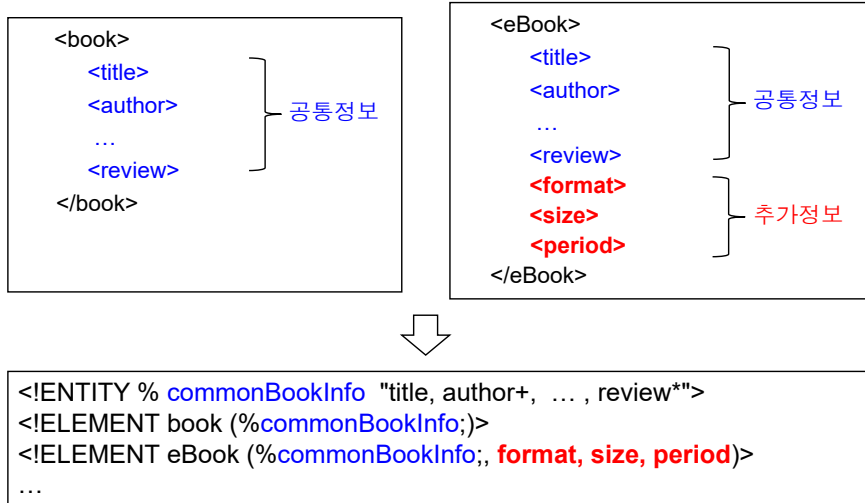 <book>
<title>
<author>
…
<review>
</book>
공통정보
<eBook>
<title>
<author>
…
<review>
<format>
<size>
<period>
</eBook>
공통정보
추가정보
<!ENTITY % commonBookInfo "title, author+, … , review*">
<!ELEMENT book (%commonBookInfo;)>
<!ELEMENT eBook (%commonBookInfo;, format, size, period)>
…